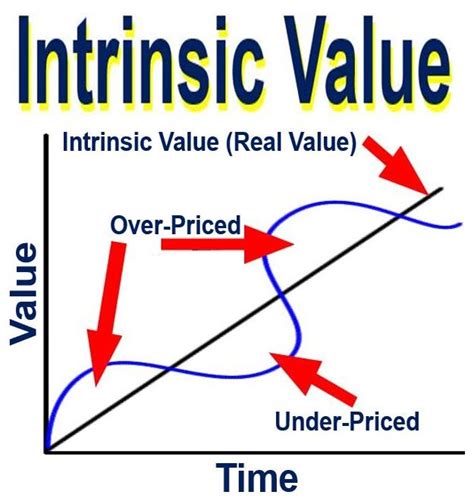 Intrinsic Value
Intrinsic Value (Real Value)
Over-Priced
Value
Under-Priced
Time